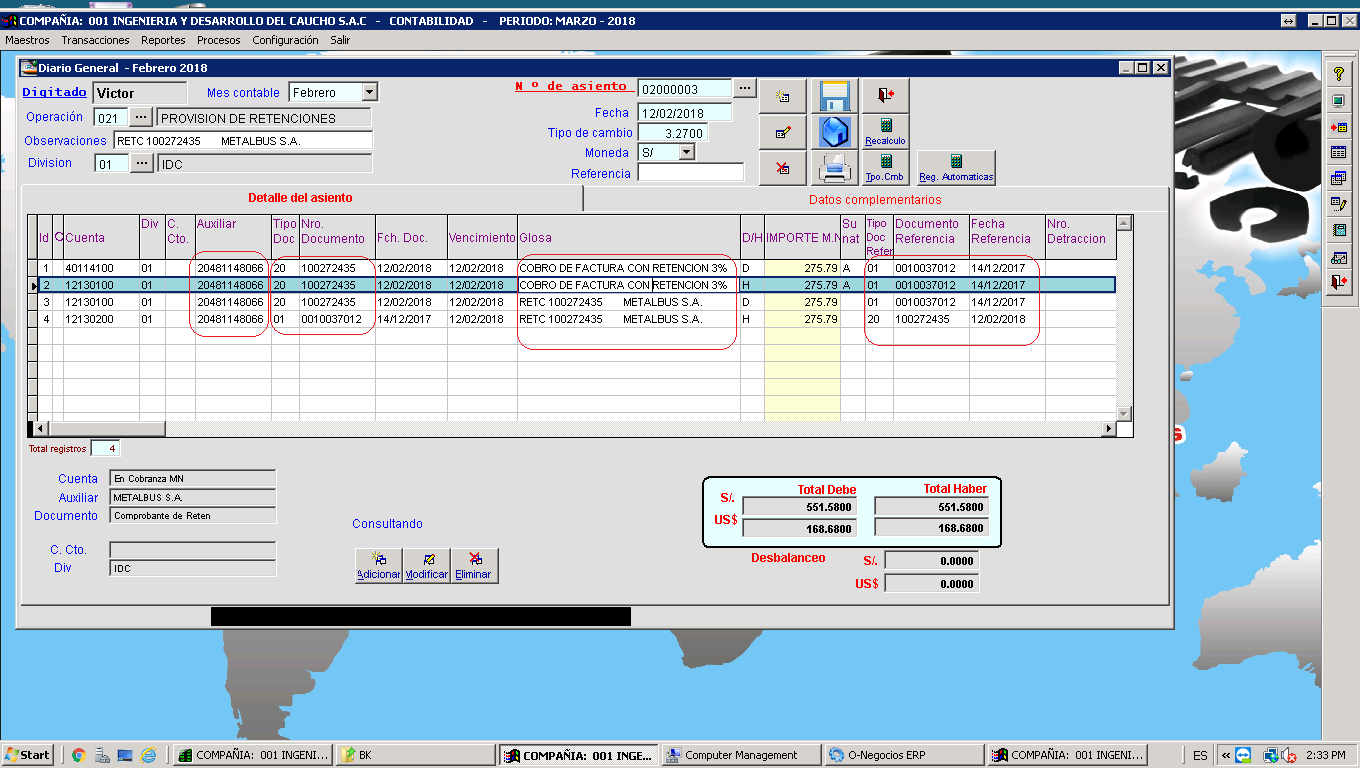 COMPAÑIA: 001 INGENIERIA Y DESARROLLO DEL CAUCHO S.A.C - CONTABILIDAD - PERIODO: MARZO - 2018
Maestros Transacciones Reportes Procesos Configuración Salir
Diario General - Febrero 2018
Digitado Victor Mes contable Febrero N º de asiento 02000003 ...
Operación 021 ... PROVISION DE RETENCIONES Fecha 12/02/2018
Observaciones RETC 100272435 METALBUS S.A. Tipo de cambio 3.2700 Recalculo
Division 01 ... IDC Moneda S/
Referencia Tpo.Cmb Reg. Automaticas
Detalle del asiento Datos complementarios
Id C Cuenta Div C. Cto. Auxiliar Tipo Doc Nro. Documento Fch. Doc. Vencimiento Glosa D/H IMPORTE M.N Su nat Tipo Doc Refer Documento Referencia Fecha Referencia Nro. Detraccion
1 40114100 01 20481148066 20 100272435 12/02/2018 12/02/2018 COBRO DE FACTURA CON RETENCION 3% D 275.79 A 01 0010037012 14/12/2017
2 12130100 01 20481148066 20 100272435 12/02/2018 12/02/2018 COBRO DE FACTURA CON RETENCION 3% H 275.79 A 01 0010037012 14/12/2017
3 12130100 01 20481148066 20 100272435 12/02/2018 12/02/2018 RETC 100272435 METALBUS S.A. D 275.79 01 0010037012 14/12/2017
4 12130200 01 20481148066 01 0010037012 14/12/2017 12/02/2018 RETC 100272435 METALBUS S.A. H 275.79 20 100272435 12/02/2018
Total registros 4
Cuenta En Cobranza MN
Auxiliar METALBUS S.A.
Documento Comprobante de Reten
C. Cto.
Div IDC
Consultando
Adicionar Modificar Eliminar
Total Debe Total Haber
S/. 551.5800 551.5800
US$ 168.6800 168.6800
Desbalanceo S/. 0.0000
US$ 0.0000
Start COMPAÑIA: 001 INGENI... BK COMPAÑIA: 001 INGE... Computer Management O-Negocios ERP COMPAÑIA: 001 INGENI... ES « 2:33 PM